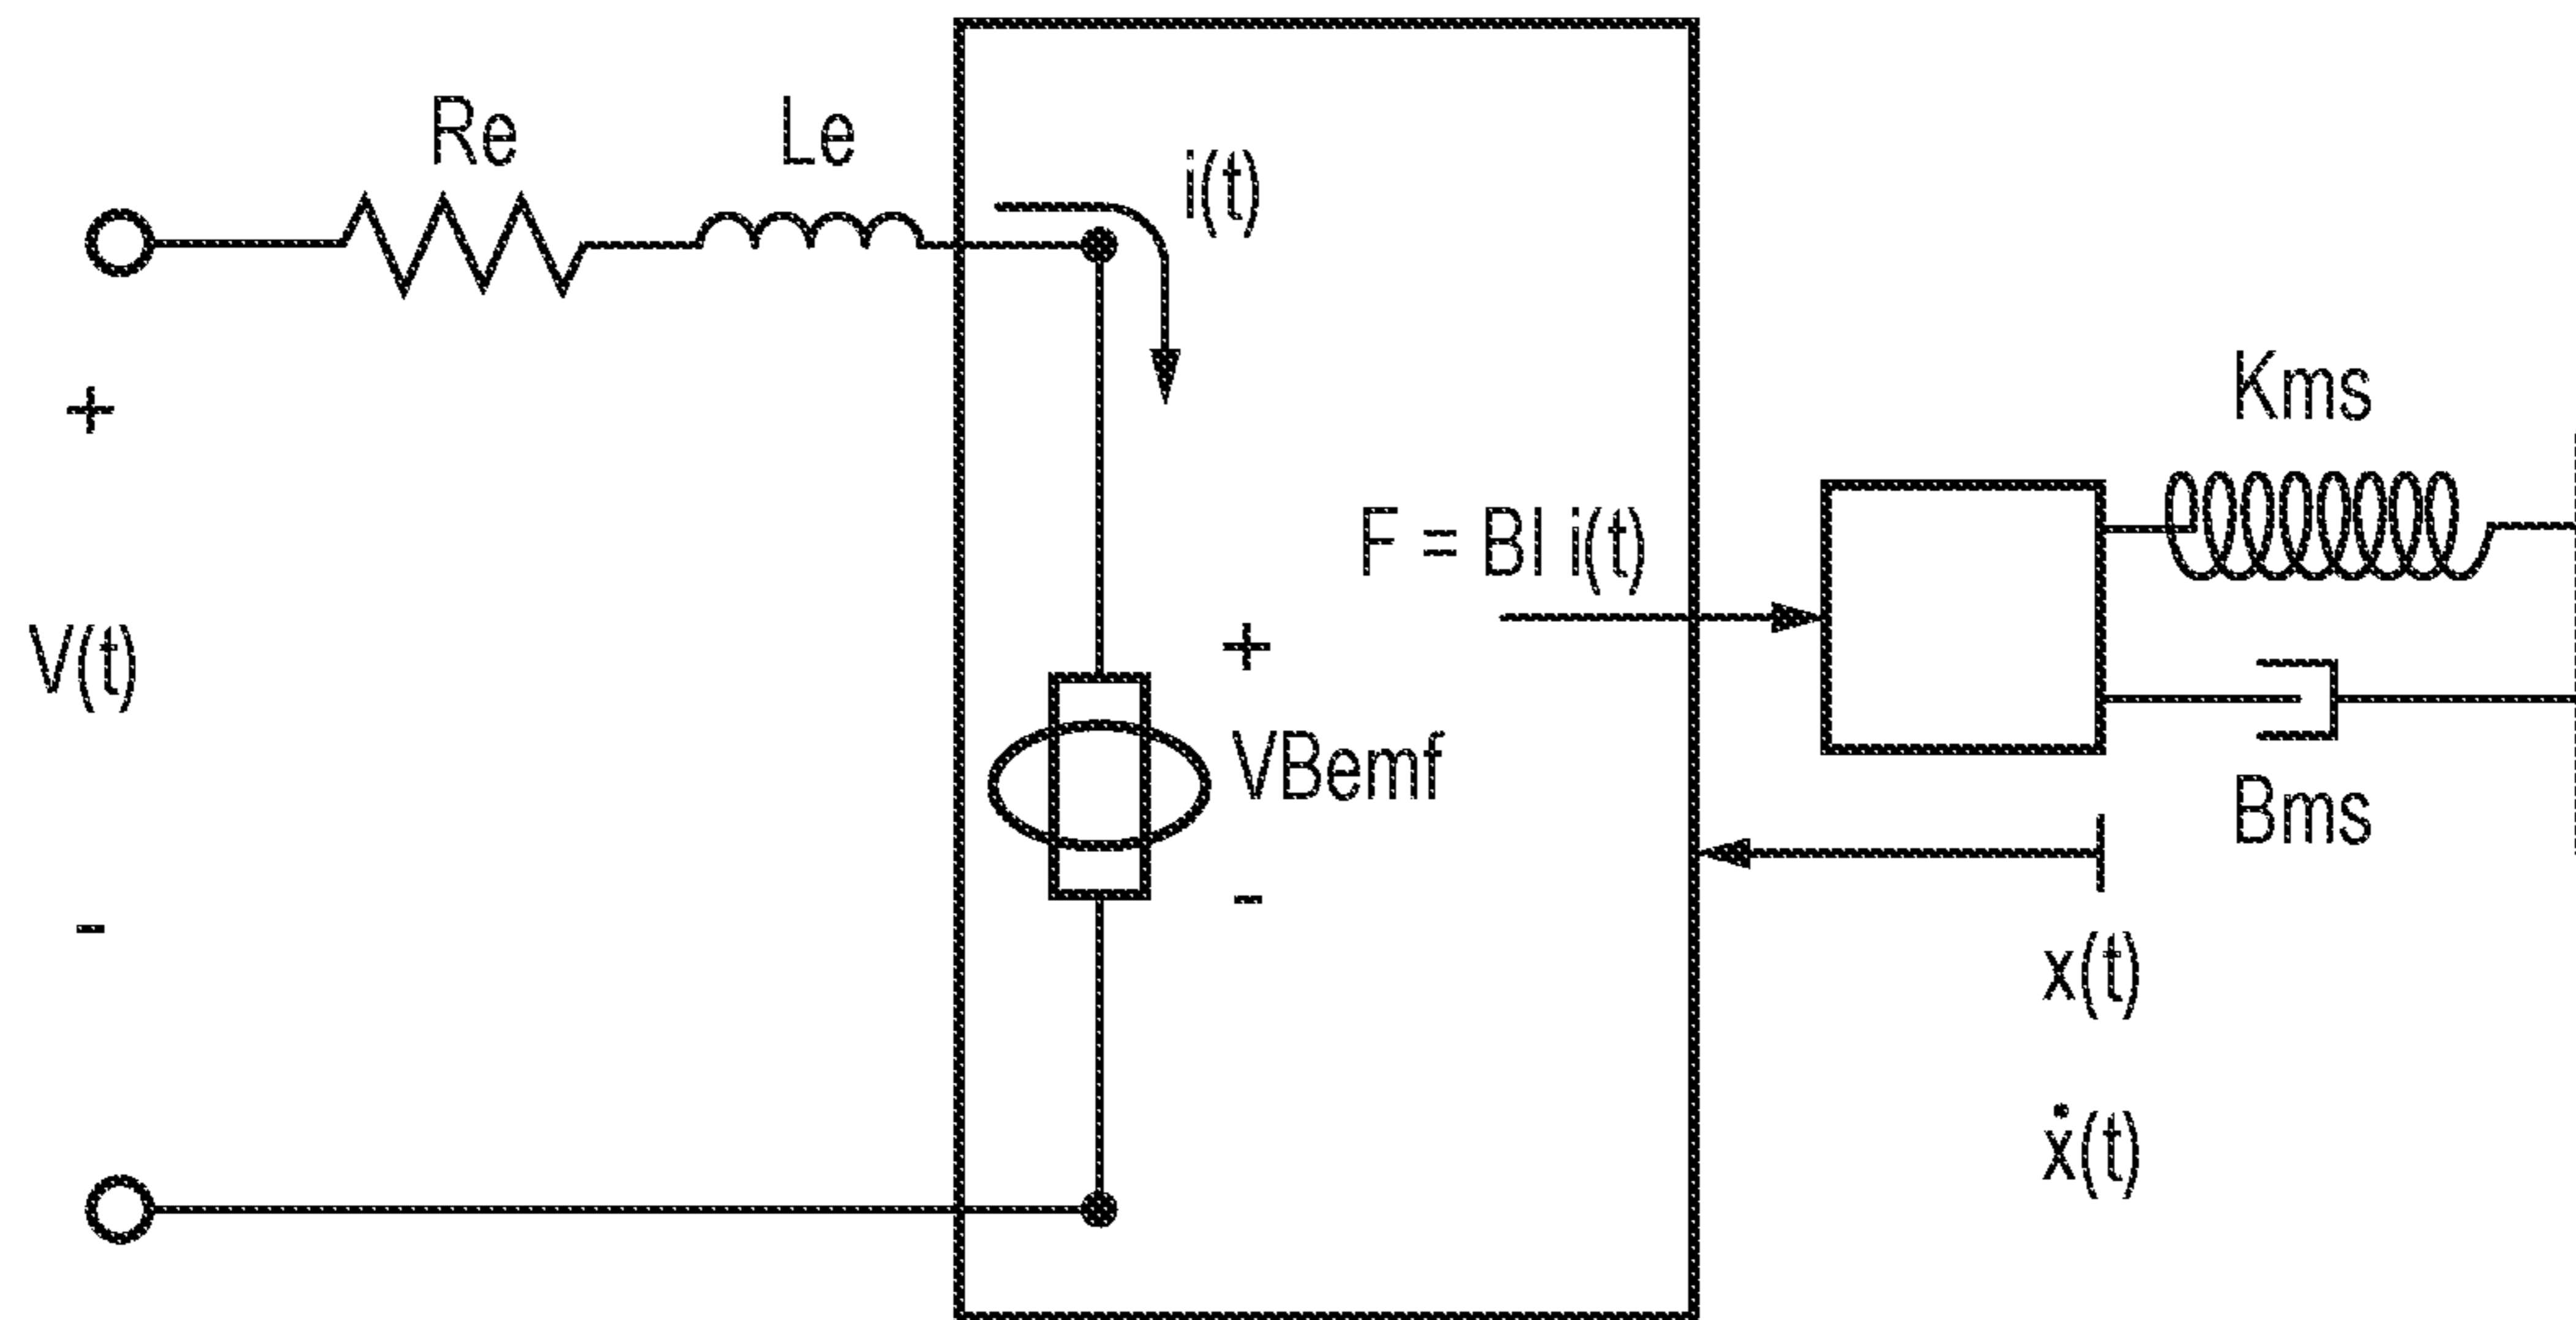 Re
Le
i(t)
+
Kms
F = Bl i(t)
+
V(t)
VBemf
Bms
-
-
x(t)
ẋ(t)